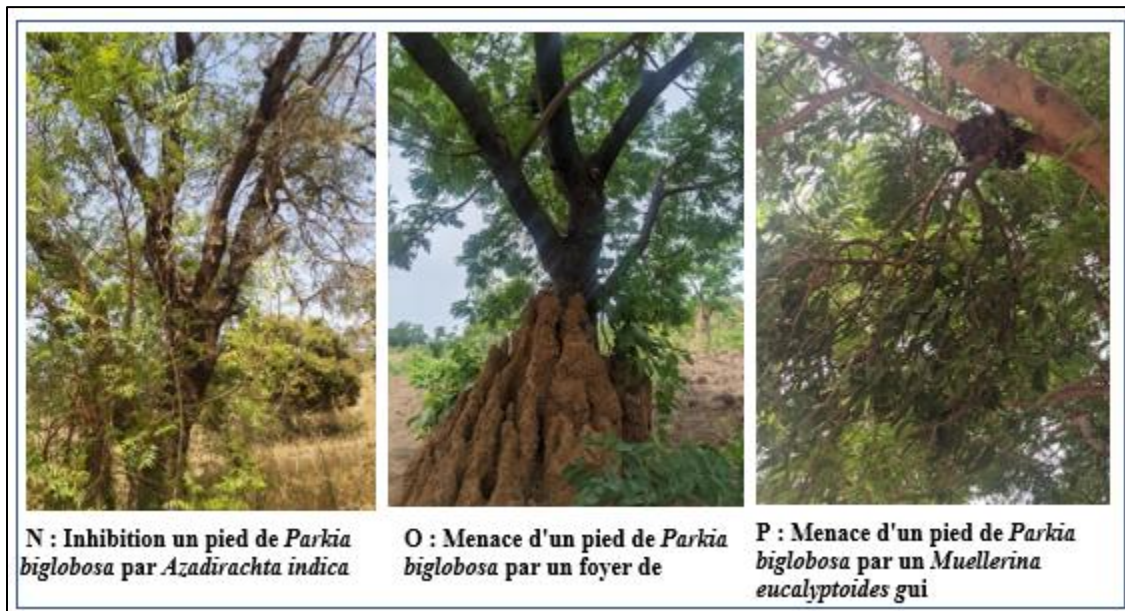 N : Inhibition un pied de Parkia
biglobosa par Azadirachta indica
O : Menace d'un pied de Parkia
biglobosa par un foyer de
P : Menace d'un pied de Parkia
biglobosa par un Muellerina
eucalyptoides gui